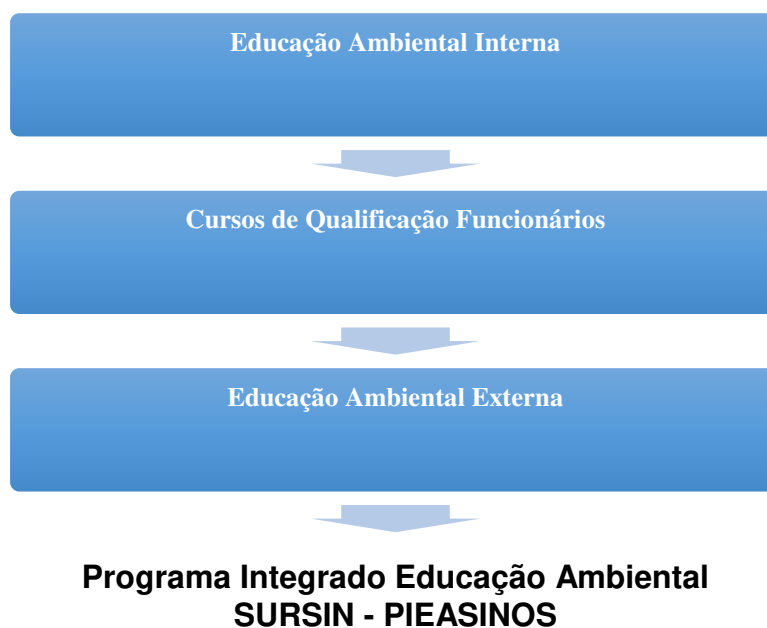 Educação Ambiental Interna
Cursos de Qualificação Funcionários
Educação Ambiental Externa
Programa Integrado Educação Ambiental
SURSIN - PIEASINOS